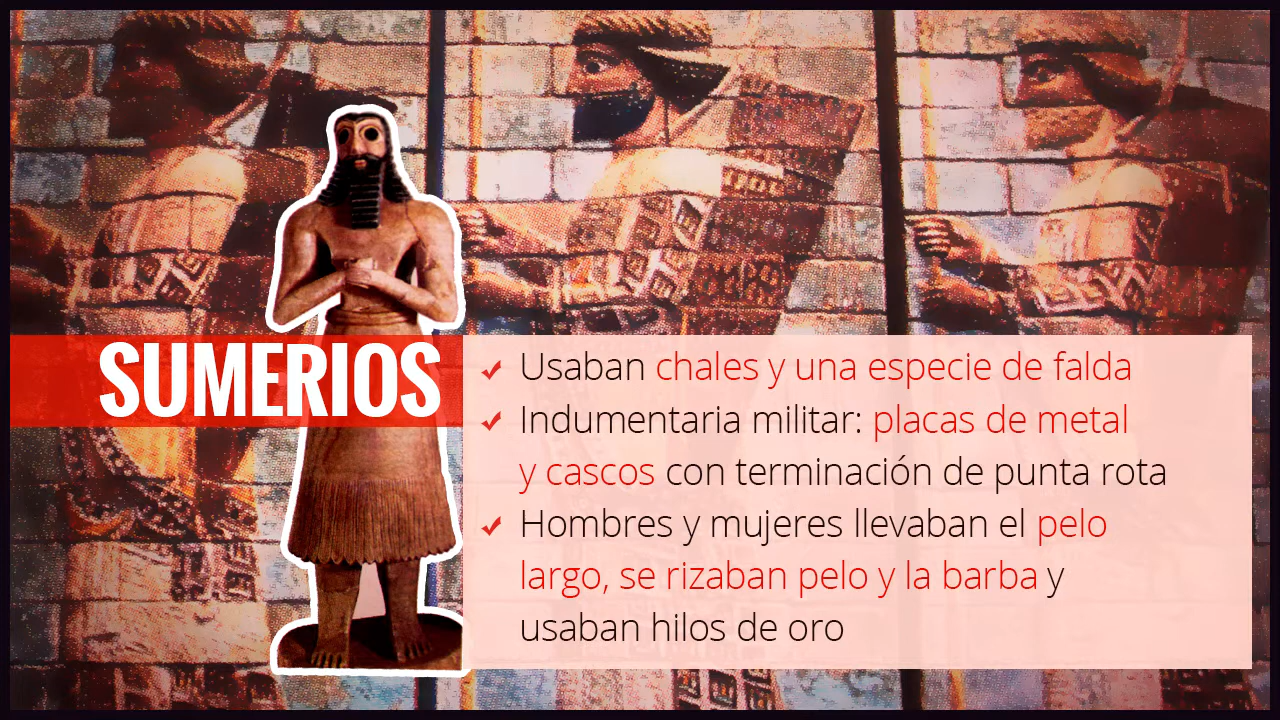 SUMERIOS
Usaban chales y una especie de falda
Indumentaria militar: placas de metal
y cascos con terminación de punta rota
Hombres y mujeres llevaban el pelo
largo, se rizaban pelo y la barba y
usaban hilos de oro